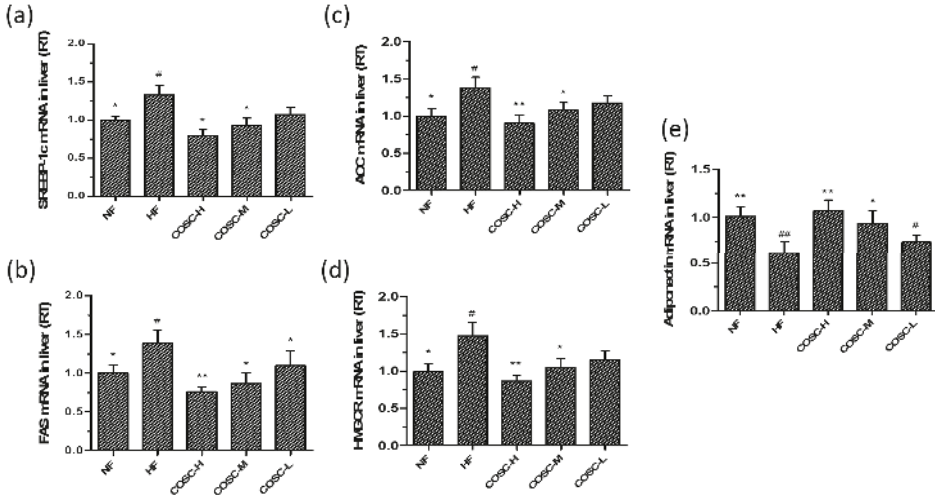 (a)
SREBP-1c mRNA in liver (RT)
2.0
1.5
1.0
0.5
0.0
*
#
*
*
NF
HF
COSC-H
COSC-M
COSC-L
(b)
FAS mRNA in liver (RT)
2.0
1.5
1.0
0.5
0.0
*
#
**
*
*
NF
HF
COSC-H
COSC-M
COSC-L
(c)
ACC mRNA in liver (RT)
2.0
1.5
1.0
0.5
0.0
*
#
**
*
NF
HF
COSC-H
COSC-M
COSC-L
(d)
HMGCR mRNA in liver (RT)
2.0
1.5
1.0
0.5
0.0
*
#
**
*
NF
HF
COSC-H
COSC-M
COSC-L
(e)
Adiponectin mRNA in liver (RT)
1.5
1.0
0.5
0.0
**
##
**
*
#
NF
HF
COSC-H
COSC-M
COSC-L